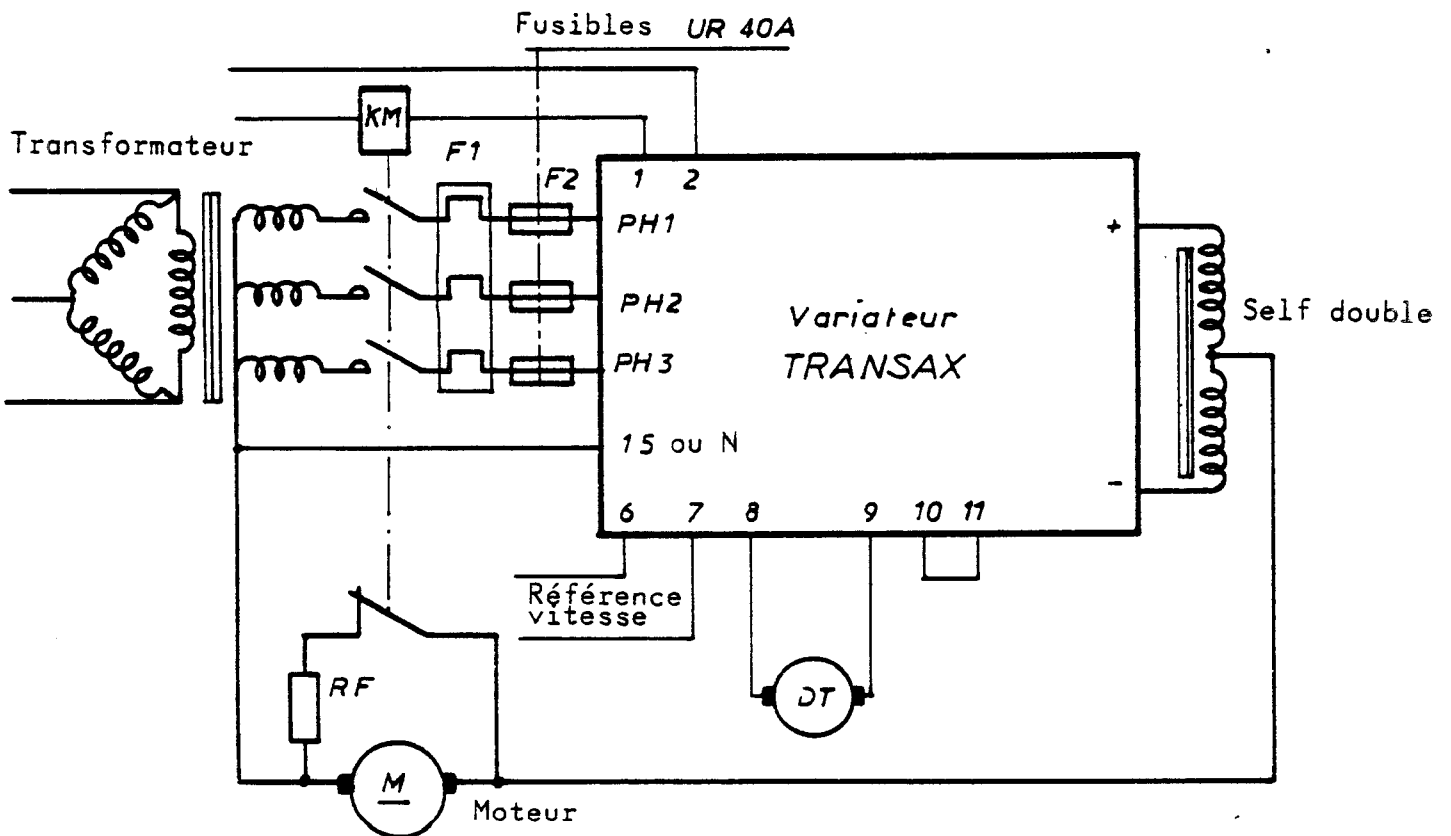 Fusibles UR 40A
KM
Transformateur
F1
F2
1 2
PH1
PH2
PH3
15 ou N
+
-
Variateur
TRANSAX
Self double
6 7 8 9 10 11
Référence
vitesse
RF
DT
M
Moteur